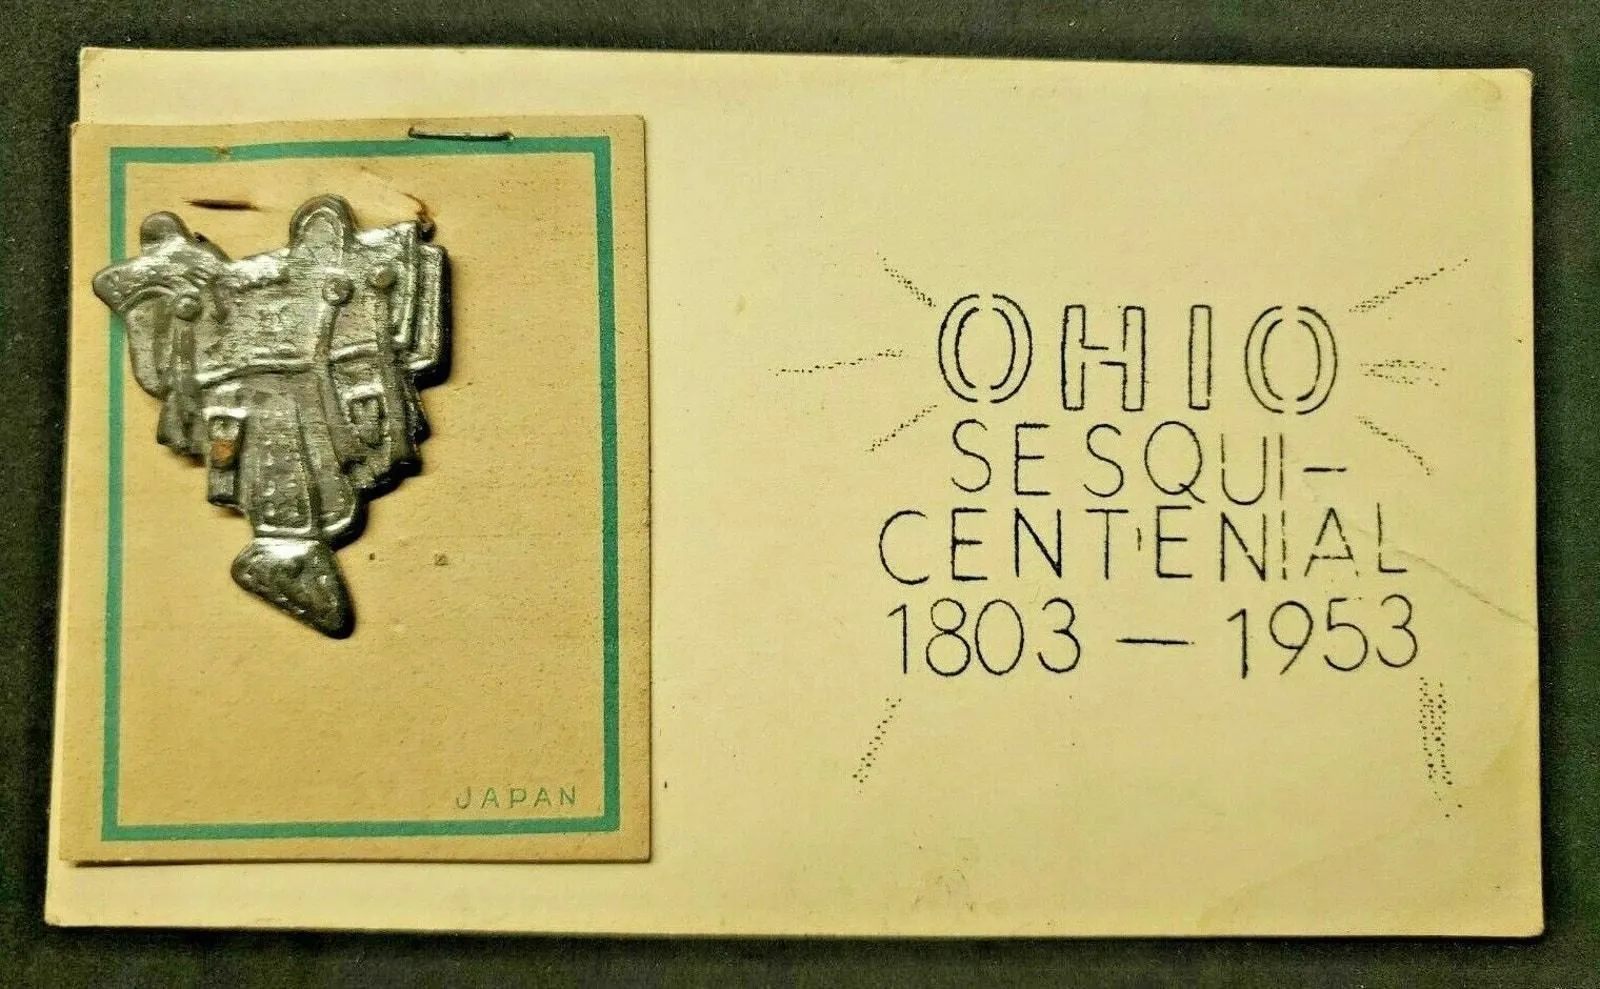 JAPAN
OHIO
SESQUI-
CENTENIAL
1803 — 1953